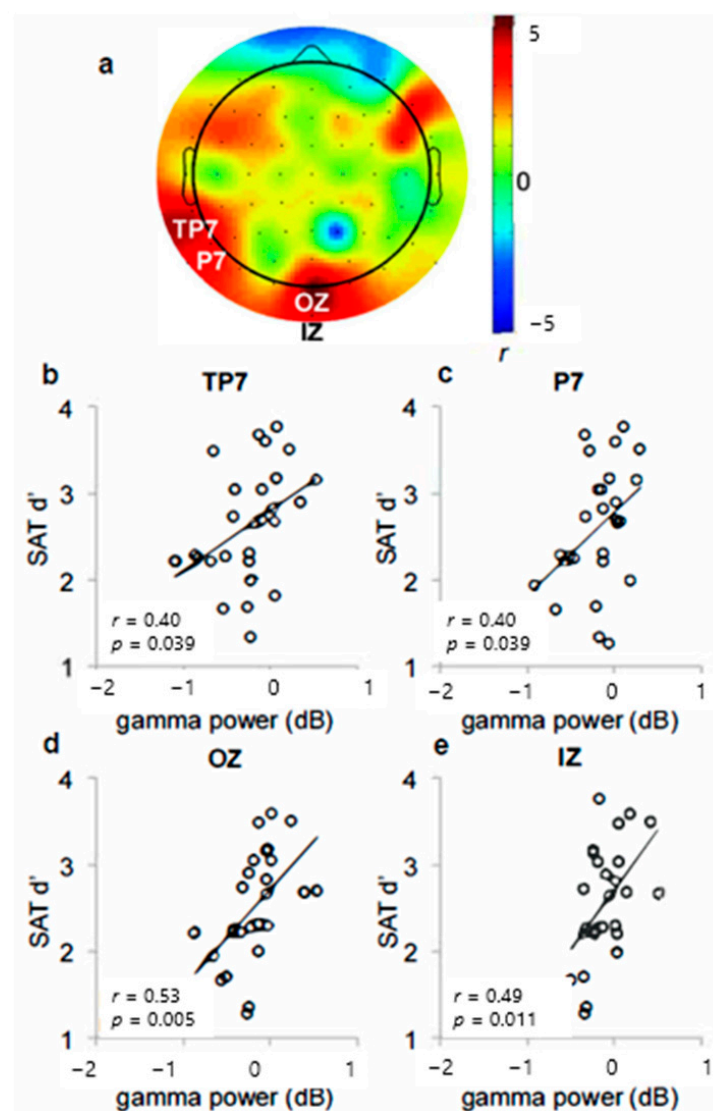 a
5
0
−5
r
TP7
P7
OZ
IZ
b TP7
SAT d'
4
3
2
1
r = 0.40
p = 0.039
−2 −1 0 1
gamma power (dB)
c P7
SAT d'
4
3
2
1
r = 0.40
p = 0.039
−2 −1 0 1
gamma power (dB)
d OZ
SAT d'
4
3
2
1
r = 0.53
p = 0.005
−2 −1 0 1
gamma power (dB)
e IZ
SAT d'
4
3
2
1
r = 0.49
p = 0.011
−2 −1 0 1
gamma power (dB)